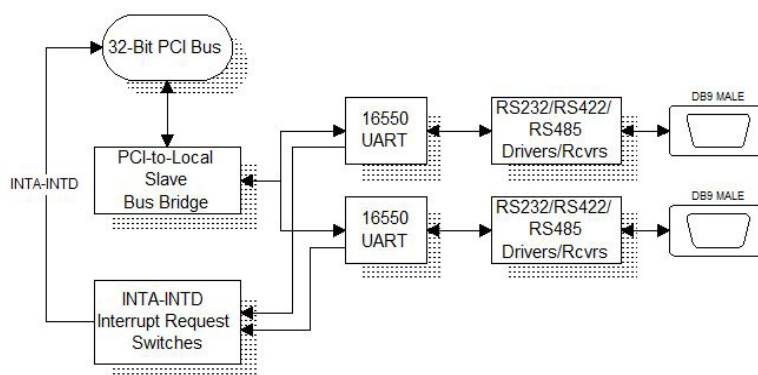 32-Bit PCI Bus
PCI-to-Local
Slave
Bus Bridge
INTA-INTD
INTA-INTD
Interrupt Request
Switches
16550
UART
RS232/RS422/
RS485
Drivers/Rcvrs
DB9 MALE
16550
UART
RS232/RS422/
RS485
Drivers/Rcvrs
DB9 MALE